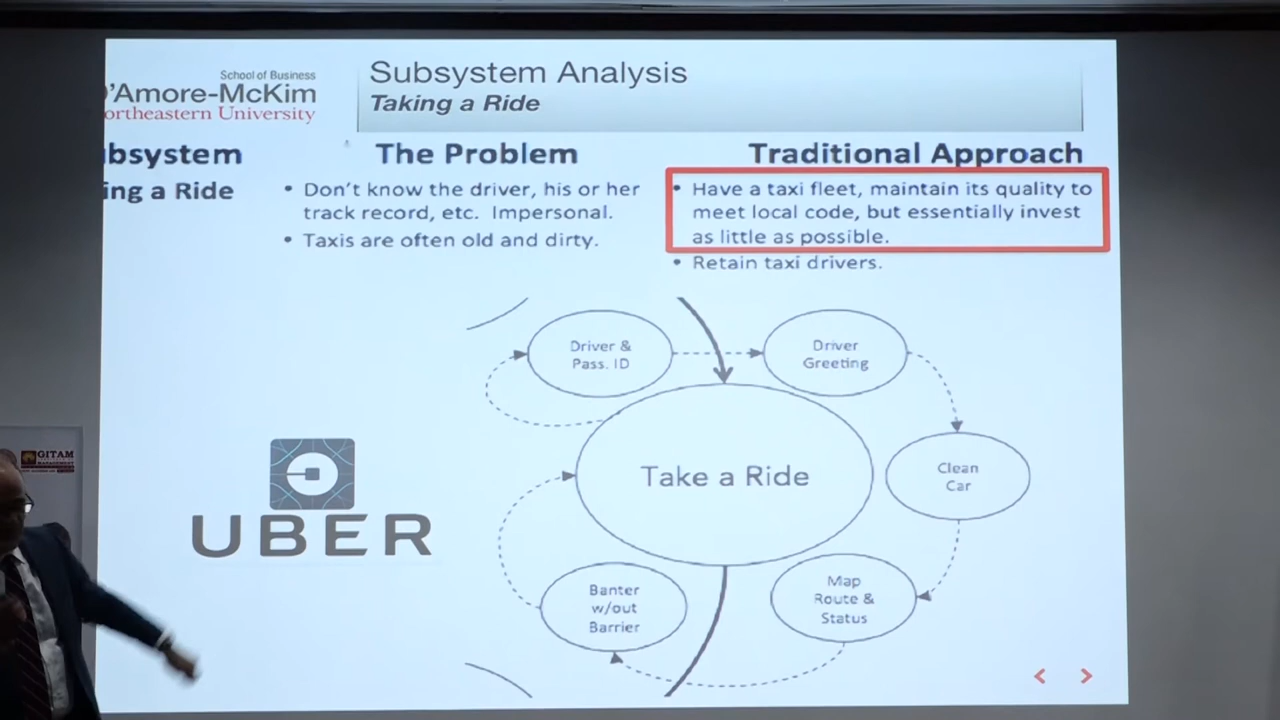 School of Business
'Amore-McKim
ortheastern University
Subsystem Analysis
Taking a Ride
bsystem
ing a Ride
The Problem
• Don't know the driver, his or her
track record, etc. Impersonal.
• Taxis are often old and dirty.
Traditional Approach
• Have a taxi fleet, maintain its quality to
meet local code, but essentially invest
as little as possible.
• Retain taxi drivers.
Driver &
Pass. ID
Driver
Greeting
Clean
Car
Map
Route &
Status
Banter
w/out
Barrier
Take a Ride
UBER
GITAM